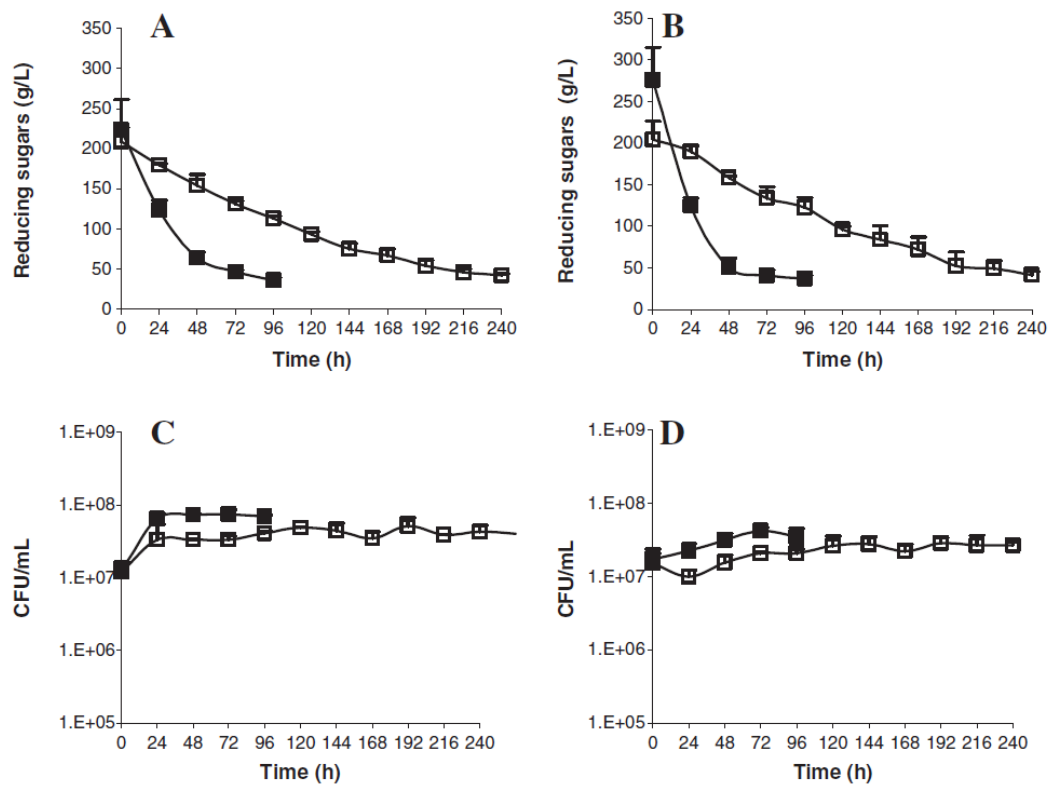 A
Reducing sugars (g/L)
350
300
250
200
150
100
50
0
0 24 48 72 96 120 144 168 192 216 240
Time (h)
B
Reducing sugars (g/L)
350
300
250
200
150
100
50
0
0 24 48 72 96 120 144 168 192 216 240
Time (h)
C
CFU/mL
1.E+09
1.E+08
1.E+07
1.E+06
1.E+05
0 24 48 72 96 120 144 168 192 216 240
Time (h)
D
CFU/mL
1.E+09
1.E+08
1.E+07
1.E+06
1.E+05
0 24 48 72 96 120 144 168 192 216 240
Time (h)